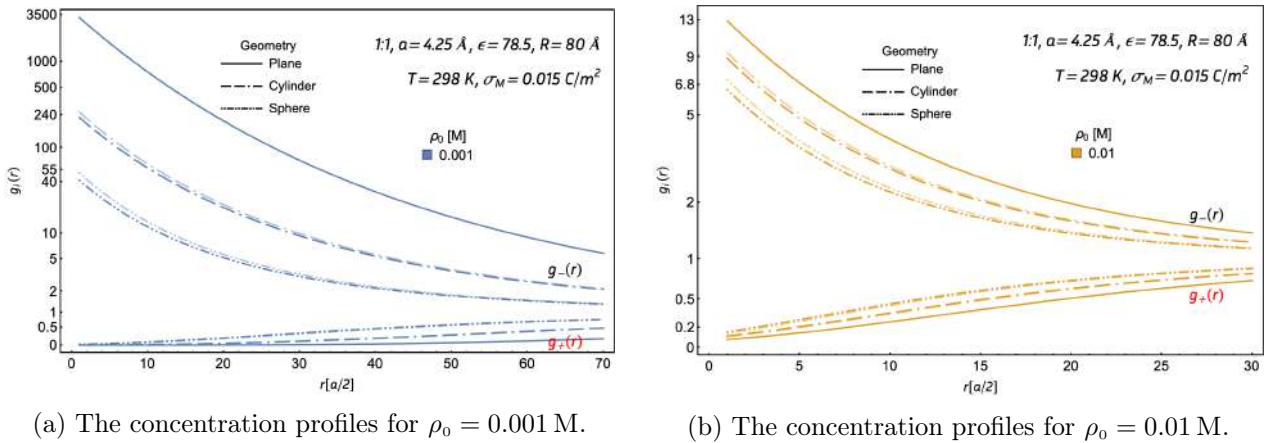 3500
1000
500
240
100
55
40
10
5
2
1
0.5
0
g_i(r)
Geometry
Plane
Cylinder
Sphere
1:1, a=4.25 Å, ϵ=78.5, R=80 Å
T=298 K, σ_M=0.015 C/m²
ρ₀ [M]
0.001
g₋(r)
g₊(r)
0 10 20 30 40 50 60 70
r[a/2]
(a) The concentration profiles for ρ₀ = 0.001 M.
13
9
6.8
5
2
1
0.5
0.2
0
g_i(r)
Geometry
Plane
Cylinder
Sphere
1:1, a=4.25 Å, ϵ=78.5, R=80 Å
T=298 K, σ_M=0.015 C/m²
ρ₀ [M]
0.01
g₋(r)
g₊(r)
0 5 10 15 20 25 30
r[a/2]
(b) The concentration profiles for ρ₀ = 0.01 M.